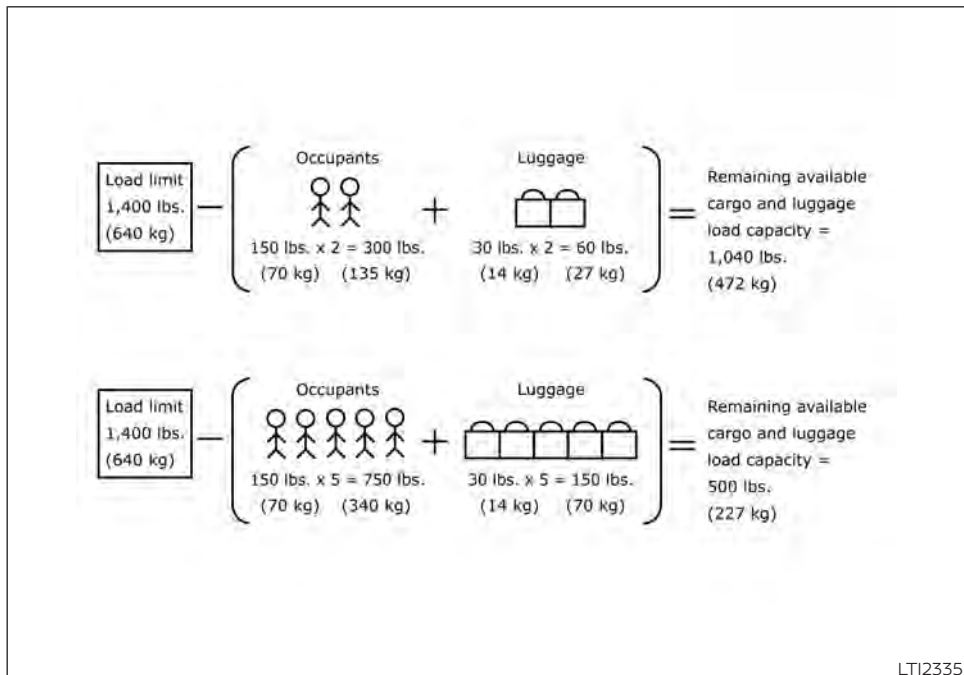 Load limit
1,400 lbs.
(640 kg)
−
Occupants
150 lbs. x 2 = 300 lbs.
(70 kg) (135 kg)
+
Luggage
30 lbs. x 2 = 60 lbs.
(14 kg) (27 kg)
=
Remaining available
cargo and luggage
load capacity =
1,040 lbs.
(472 kg)
Load limit
1,400 lbs.
(640 kg)
−
Occupants
150 lbs. x 5 = 750 lbs.
(70 kg) (340 kg)
+
Luggage
30 lbs. x 5 = 150 lbs.
(14 kg) (70 kg)
=
Remaining available
cargo and luggage
load capacity =
500 lbs.
(227 kg)
LTI2335